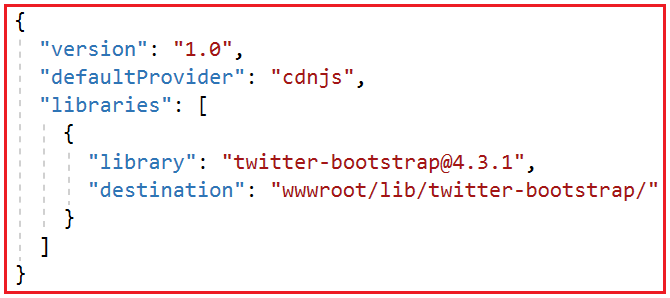 {
  "version": "1.0",
  "defaultProvider": "cdnjs",
  "libraries": [
    {
      "library": "twitter-bootstrap@4.3.1",
      "destination": "wwwroot/lib/twitter-bootstrap/"
    }
  ]
}